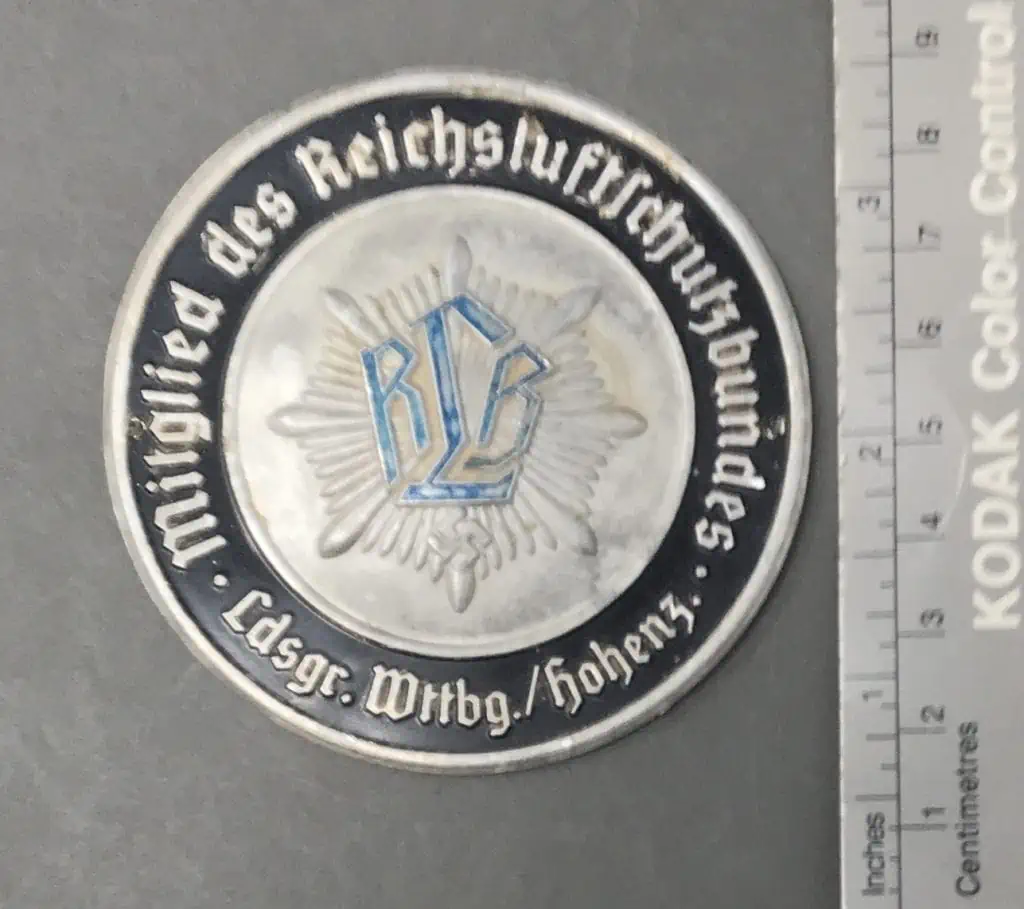 Mitglied des Reichsluftschutzbundes
· Ldsgr. Wttbg./Hohenz. ·
RLB
KODAK Color Control
Inches 1 2 3
Centimetres 1 2 3 4 5 6 7 8 9